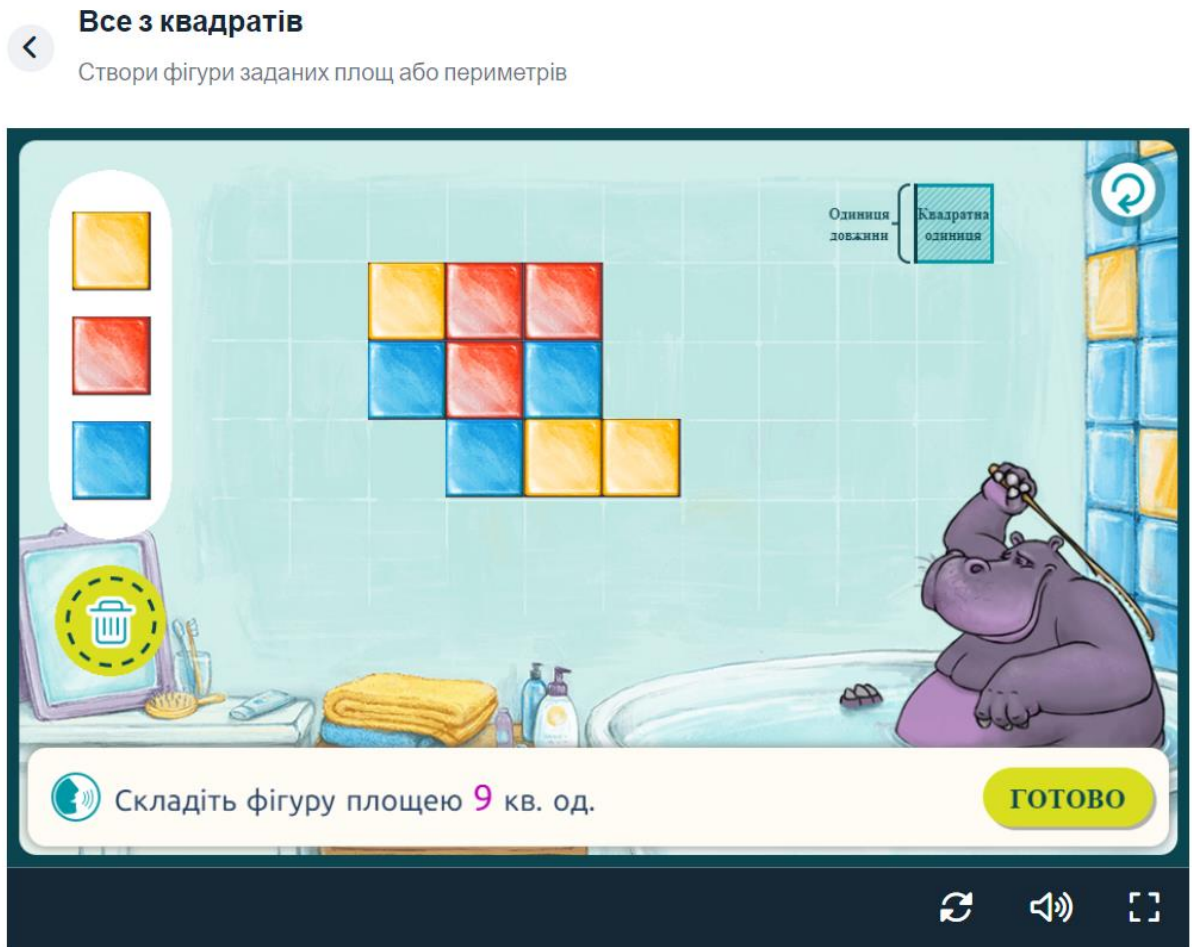 Все з квадратів
Створи фігури заданих площ або периметрів
Одиниця
довжини
Квадратна
одиниця
Складіть фігуру площею 9 кв. од.
ГОТОВО